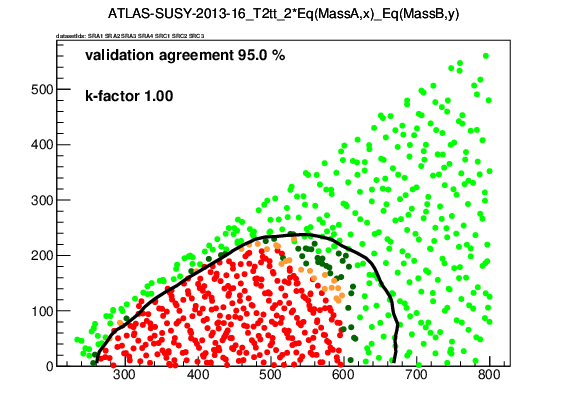 ATLAS-SUSY-2013-16_T2tt_2*Eq(MassA,x)_Eq(MassB,y)
datasetIds: SRA1 SRA2 SRA3 SRA4 SRC1 SRC2 SRC3
validation agreement 95.0 %
k-factor 1.00
500
400
300
200
100
0
300 400 500 600 700 800